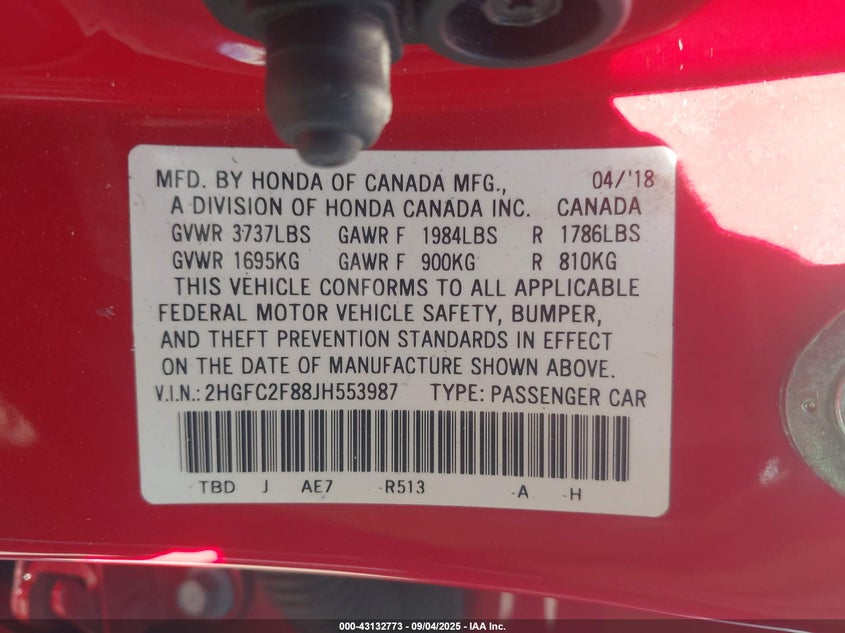 MFD. BY HONDA OF CANADA MFG., 04/'18
A DIVISION OF HONDA CANADA INC. CANADA
GVWR 3737LBS GAWR F 1984LBS R 1786LBS
GVWR 1695KG GAWR F 900KG R 810KG
THIS VEHICLE CONFORMS TO ALL APPLICABLE
FEDERAL MOTOR VEHICLE SAFETY, BUMPER,
AND THEFT PREVENTION STANDARDS IN EFFECT
ON THE DATE OF MANUFACTURE SHOWN ABOVE.
V.I.N.: 2HGFC2F88JH553987 TYPE: PASSENGER CAR
TBD J AE7 -R513 -A -H
000-43132773 - 09/04/2025 - IAA Inc.